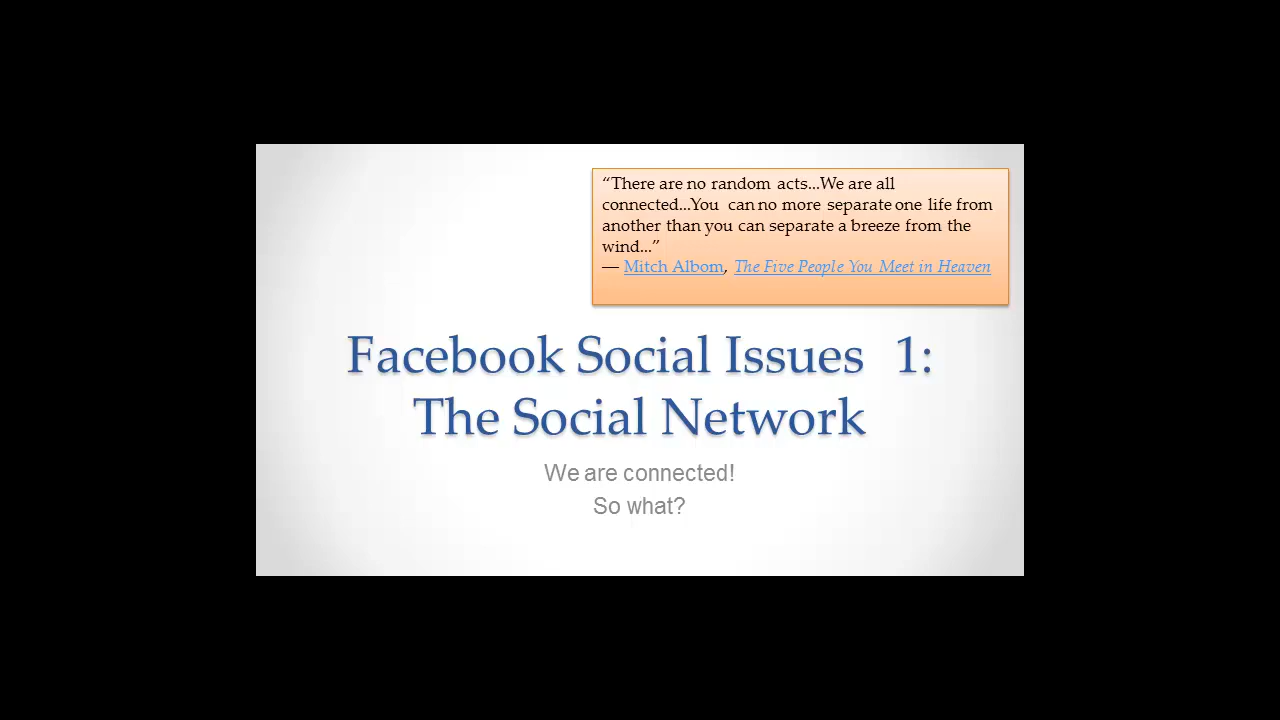 “There are no random acts...We are all
connected...You can no more separate one life from
another than you can separate a breeze from the
wind...”
— Mitch Albom, The Five People You Meet in Heaven
Facebook Social Issues 1:
The Social Network
We are connected!
So what?